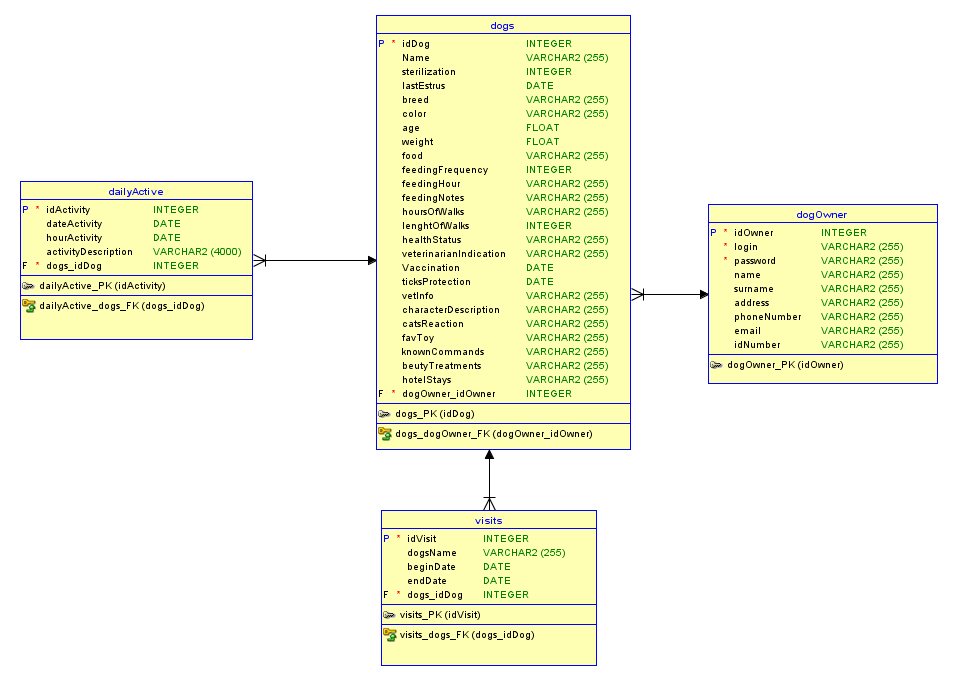 dogs
P * idDog INTEGER
Name VARCHAR2 (255)
sterilization INTEGER
lastEstrus DATE
breed VARCHAR2 (255)
color VARCHAR2 (255)
age FLOAT
weight FLOAT
food VARCHAR2 (255)
feedingFrequency INTEGER
feedingHour VARCHAR2 (255)
feedingNotes VARCHAR2 (255)
hoursOfWalks VARCHAR2 (255)
lenghtOfWalks INTEGER
healthStatus VARCHAR2 (255)
veterinarianIndication VARCHAR2 (255)
Vaccination DATE
ticksProtection DATE
vetInfo VARCHAR2 (255)
characterDescription VARCHAR2 (255)
catsReaction VARCHAR2 (255)
favToy VARCHAR2 (255)
knownCommands VARCHAR2 (255)
beutyTreatments VARCHAR2 (255)
hotelStays VARCHAR2 (255)
F * dogOwner_idOwner INTEGER
dogs_PK (idDog)
dogs_dogOwner_FK (dogOwner_idOwner)
dailyActive
P * idActivity INTEGER
dateActivity DATE
hourActivity DATE
activityDescription VARCHAR2 (4000)
F * dogs_idDog INTEGER
dailyActive_PK (idActivity)
dailyActive_dogs_FK (dogs_idDog)
dogOwner
P * idOwner INTEGER
* login VARCHAR2 (255)
* password VARCHAR2 (255)
name VARCHAR2 (255)
surname VARCHAR2 (255)
address VARCHAR2 (255)
phoneNumber VARCHAR2 (255)
email VARCHAR2 (255)
idNumber VARCHAR2 (255)
dogOwner_PK (idOwner)
visits
P * idVisit INTEGER
dogsName VARCHAR2 (255)
beginDate DATE
endDate DATE
F * dogs_idDog INTEGER
visits_PK (idVisit)
visits_dogs_FK (dogs_idDog)